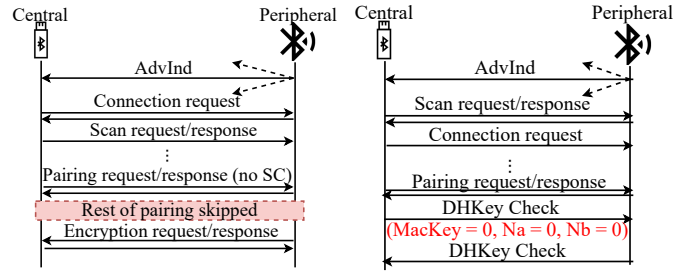 Central
Peripheral
AdvInd
Connection request
Scan request/response
⋮
Pairing request/response (no SC)
Rest of pairing skipped
Encryption request/response
Central
Peripheral
AdvInd
Scan request/response
Connection request
⋮
Pairing request/response
DHKey Check
(MacKey = 0, Na = 0, Nb = 0)
DHKey Check